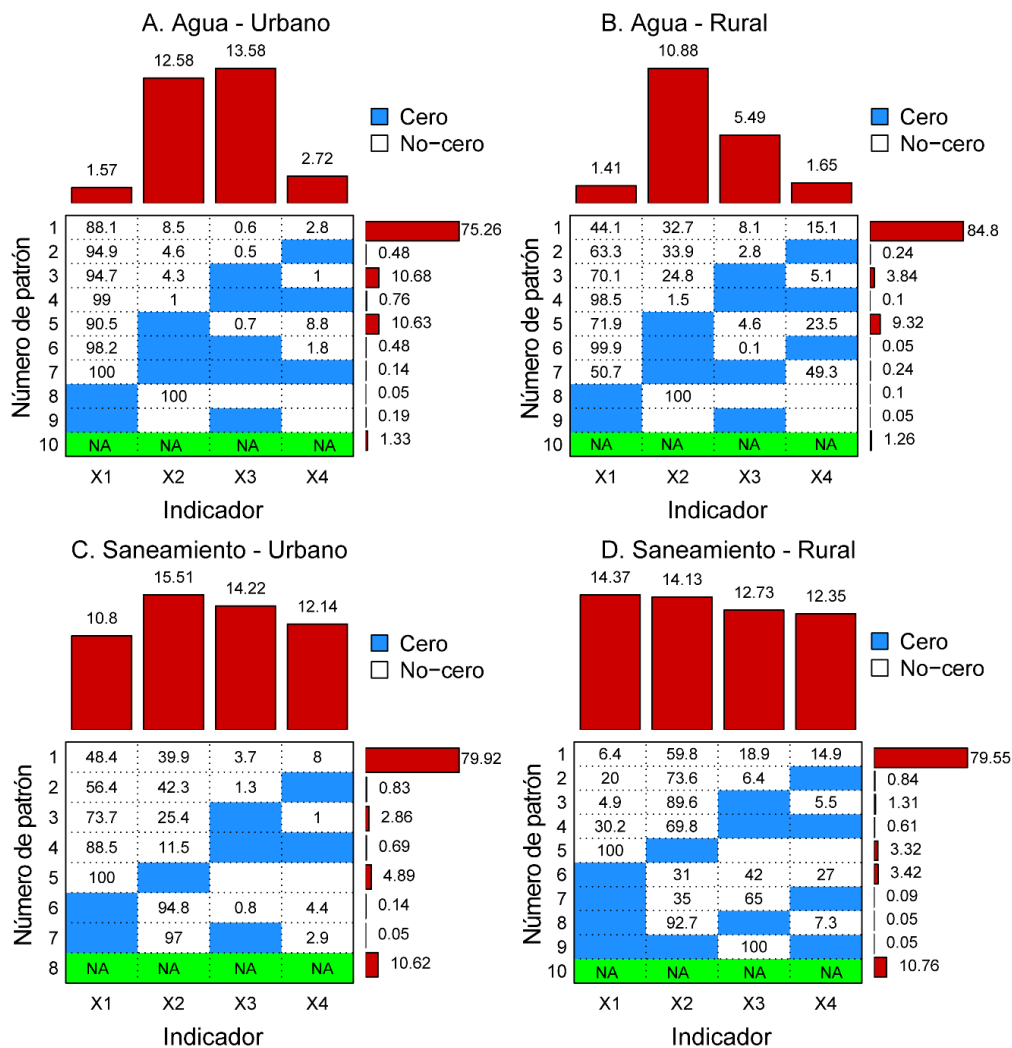 A. Agua - Urbano
1.57 12.58 13.58 2.72
Cero
No−cero
Número de patrón
1 88.1 8.5 0.6 2.8 75.26
2 94.9 4.6 0.5 0.48
3 94.7 4.3 1 10.68
4 99 1 0.76
5 90.5 0.7 8.8 10.63
6 98.2 1.8 0.48
7 100 0.14
8 100 0.05
9 0.19
10 NA NA NA NA 1.33
X1 X2 X3 X4
Indicador
B. Agua - Rural
1.41 10.88 5.49 1.65
Cero
No−cero
Número de patrón
1 44.1 32.7 8.1 15.1 84.8
2 63.3 33.9 2.8 0.24
3 70.1 24.8 5.1 3.84
4 98.5 1.5 0.1
5 71.9 4.6 23.5 9.32
6 99.9 0.1 0.05
7 50.7 49.3 0.24
8 100 0.1
9 0.05
10 NA NA NA NA 1.26
X1 X2 X3 X4
Indicador
C. Saneamiento - Urbano
10.8 15.51 14.22 12.14
Cero
No−cero
Número de patrón
1 48.4 39.9 3.7 8 79.92
2 56.4 42.3 1.3 0.83
3 73.7 25.4 1 2.86
4 88.5 11.5 0.69
5 100 4.89
6 94.8 0.8 4.4 0.14
7 97 2.9 0.05
8 NA NA NA NA 10.62
X1 X2 X3 X4
Indicador
D. Saneamiento - Rural
14.37 14.13 12.73 12.35
Cero
No−cero
Número de patrón
1 6.4 59.8 18.9 14.9 79.55
2 20 73.6 6.4 0.84
3 4.9 89.6 5.5 1.31
4 30.2 69.8 0.61
5 100 3.32
6 31 42 27 3.42
7 35 65 0.09
8 92.7 7.3 0.05
9 100 0.05
10 NA NA NA NA 10.76
X1 X2 X3 X4
Indicador